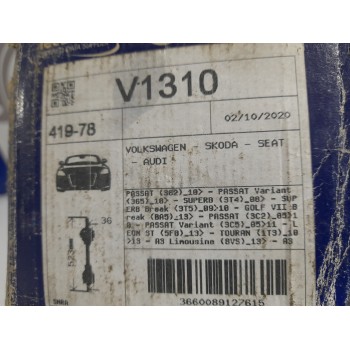 V1310
419-78
02/10/2020
VOLKSWAGEN - SKODA - SEAT
- AUDI
PASSAT (362)_10> - PASSAT Variant
(365)_10> - SUPERB (3T4)_08> - SUP
ERB Break (3T5)_09>10 - GOLF VII B
reak (BA5)_13> - PASSAT (3C2)_05>1
- PASSAT Variant (3C5)_05>11 - L
EON ST (5F8)_13> - TOURAN (1T3)_10
>13 - A3 Limousine (8VS)_13> - A3
36
523
3660089127615